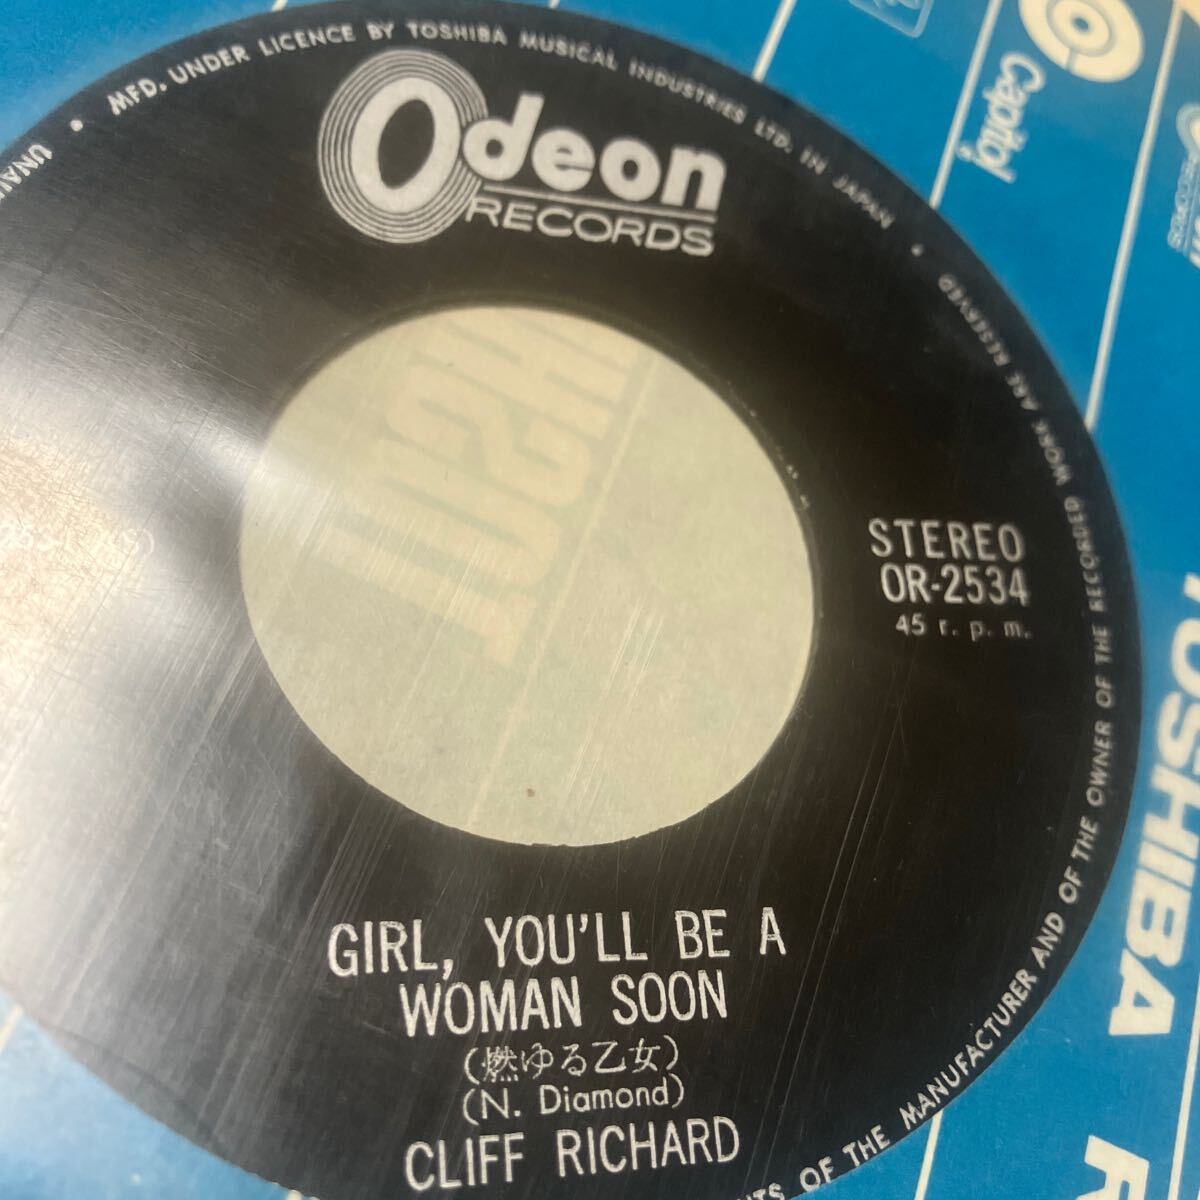 MFD. UNDER LICENCE BY TOSHIBA MUSICAL INDUSTRIES LTD. IN JAPAN •
Odeon
RECORDS
STEREO
OR-2534
45 r. p. m.
GIRL, YOU'LL BE A
WOMAN SOON
(燃ゆる乙女)
(N. Diamond)
CLIFF RICHARD
OF THE MANUFACTURER AND OF THE OWNER OF THE RECORDED WORK ARE RESERVED •
Capitol
RECORDS
TOSHIBA